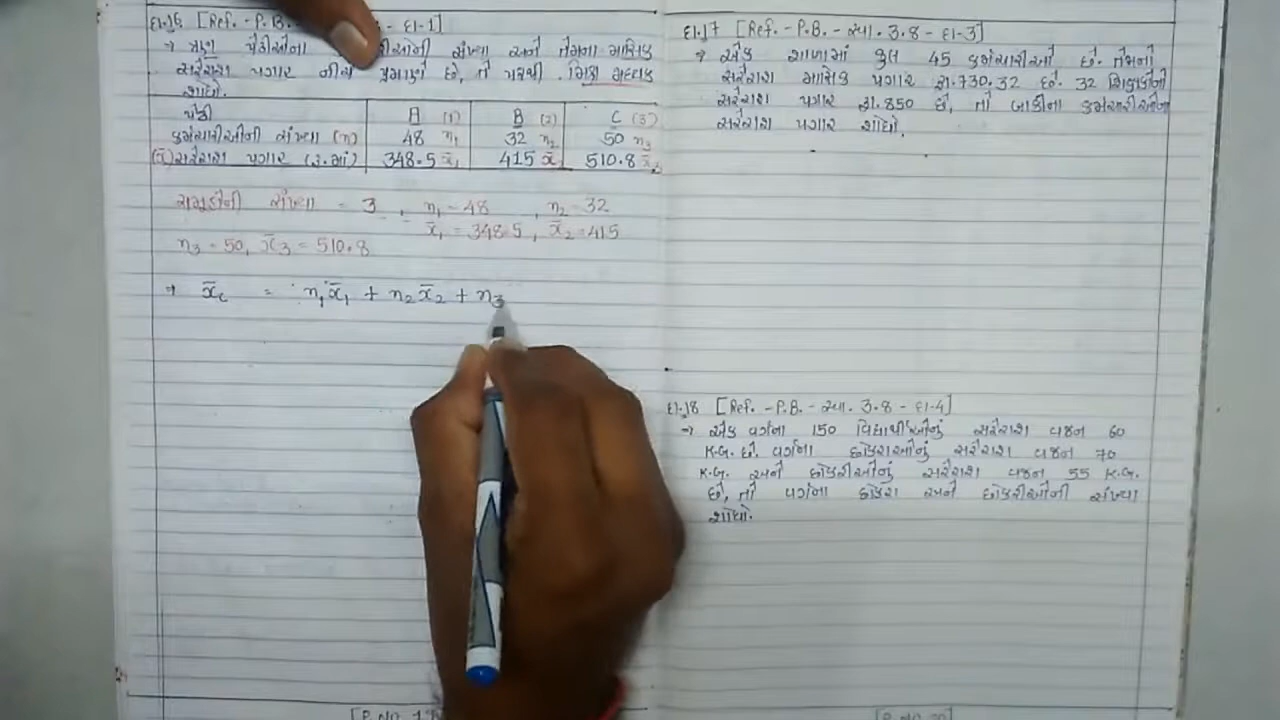 દા.16 [Ref. - P.B. - દા-1]
→ ત્રણ પેઢીઓના સંખ્યા અને તેમના માસિક
સરેરાશ પગાર નીચે પ્રમાણે છે, તે પરથી મિશ્ર મધ્યક
શોધો.
પેઢી A (1) B (2) C (3)
કર્મચારીઓની સંખ્યા (n) 48 n₁ 32 n₂ 50 n₃
(x̄) સરેરાશ પગાર (રૂ.માં) 348.5 x̄₁ 415 x̄₂ 510.8 x̄₃
સમૂહોની સંખ્યા = 3, n₁ = 48, n₂ = 32
x̄₁ = 348.5, x̄₂ = 415
n₃ = 50, x̄₃ = 510.8
→ x̄c = n₁x̄₁ + n₂x̄₂ + n₃
દા.17 [Ref. - P.B. - સ્વા. 3.8 - દા-3]
→ એક શાળામાં કુલ 45 કર્મચારીઓ છે. તેમનો
સરેરાશ માસિક પગાર રૂા.730.32 છે. 32 શિક્ષકોનો
સરેરાશ પગાર રૂા.850 છે, તો બાકીના કર્મચારીઓનો
સરેરાશ પગાર શોધો.
દા.18 [Ref. - P.B. - સ્વા. 3.8 - દા-4]
→ એક વર્ગના 150 વિદ્યાર્થીઓનું સરેરાશ વજન 60
K.G. છે. વર્ગના છોકરાઓનું સરેરાશ વજન 70
K.G. અને છોકરીઓનું સરેરાશ વજન 55 K.G.
છે, તો વર્ગના છોકરા અને છોકરીઓની સંખ્યા
શોધો.